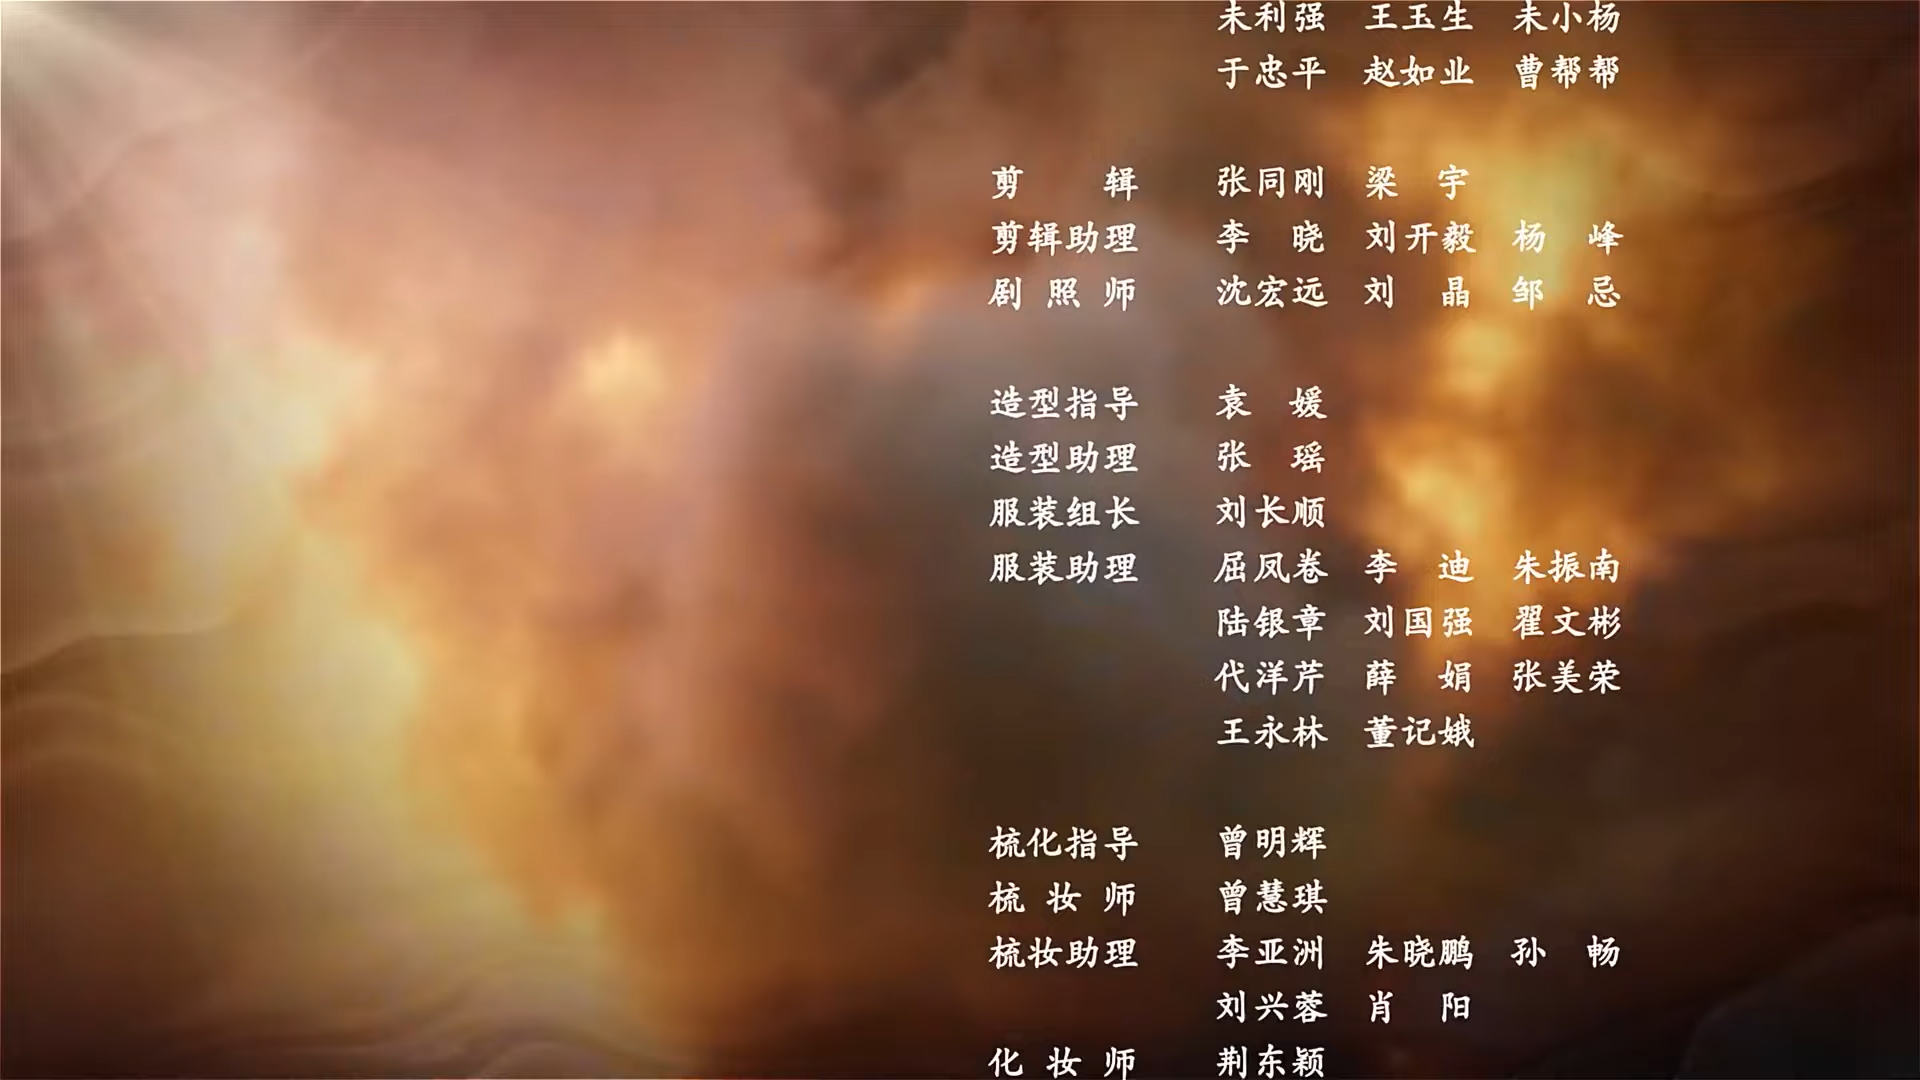 未利强 王玉生 未小杨
于忠平 赵如业 曹帮帮
剪辑 张同刚 梁宇
剪辑助理 李晓 刘开毅 杨峰
剧照师 沈宏远 刘晶 邹忌
造型指导 袁媛
造型助理 张瑶
服装组长 刘长顺
服装助理 屈凤卷 李迪 朱振南
陆银章 刘国强 翟文彬
代洋芹 薛娟 张美荣
王永林 董记娥
梳化指导 曾明辉
梳妆师 曾慧琪
梳妆助理 李亚洲 朱晓鹏 孙畅
刘兴蓉 肖阳
化妆师 荆东颖